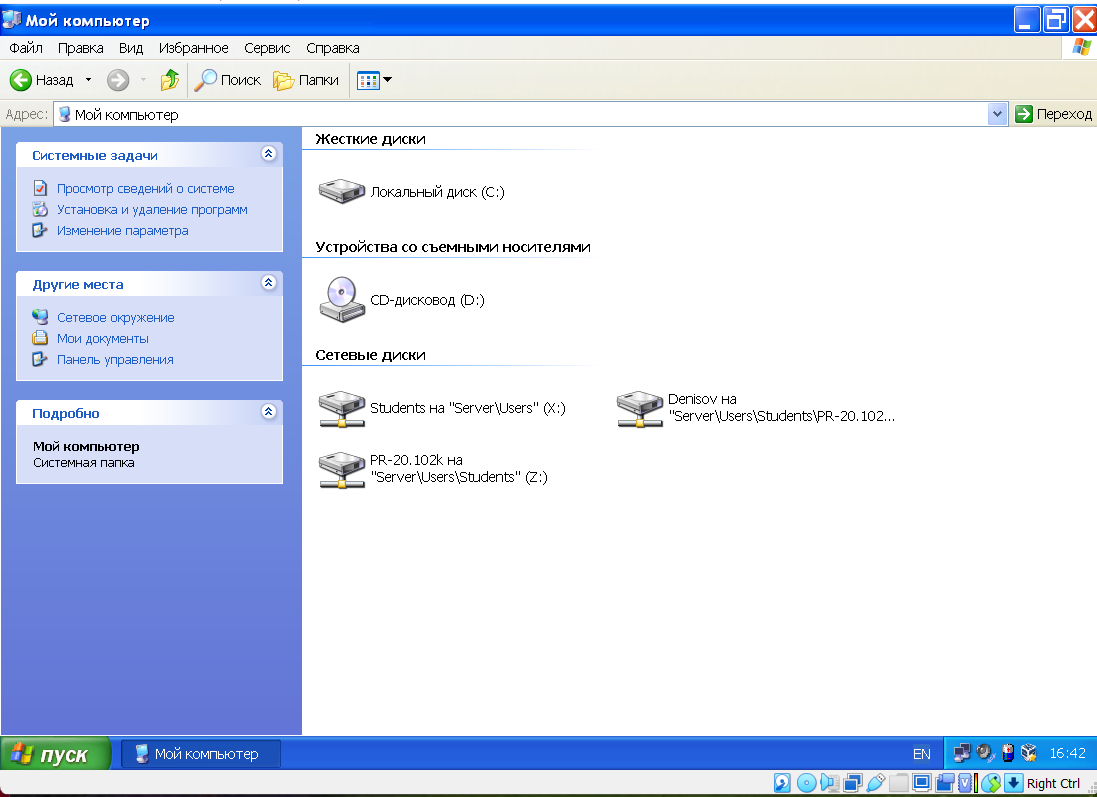 Мой компьютер
Файл Правка Вид Избранное Сервис Справка
Назад Поиск Папки
Адрес: Мой компьютер Переход
Системные задачи
Просмотр сведений о системе
Установка и удаление программ
Изменение параметра
Другие места
Сетевое окружение
Мои документы
Панель управления
Подробно
Мой компьютер
Системная папка
Жесткие диски
Локальный диск (C:)
Устройства со съемными носителями
CD-дисковод (D:)
Сетевые диски
Students на "Server\Users" (X:)
Denisov на
"Server\Users\Students\PR-20.102...
PR-20.102k на
"Server\Users\Students" (Z:)
пуск Мой компьютер EN 16:42
Right Ctrl